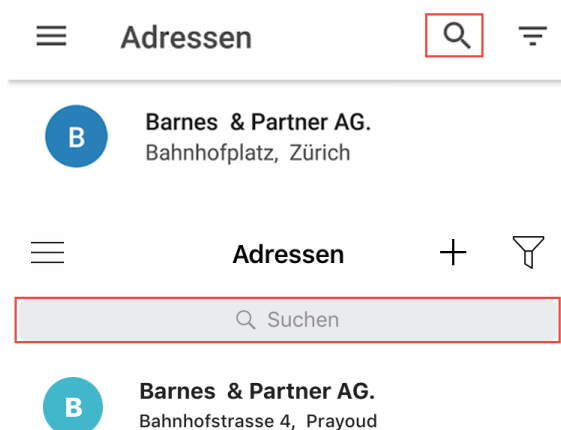 Adressen
B
Barnes & Partner AG.
Bahnhofplatz, Zürich
Adressen
Suchen
B
Barnes & Partner AG.
Bahnhofstrasse 4, Prayoud